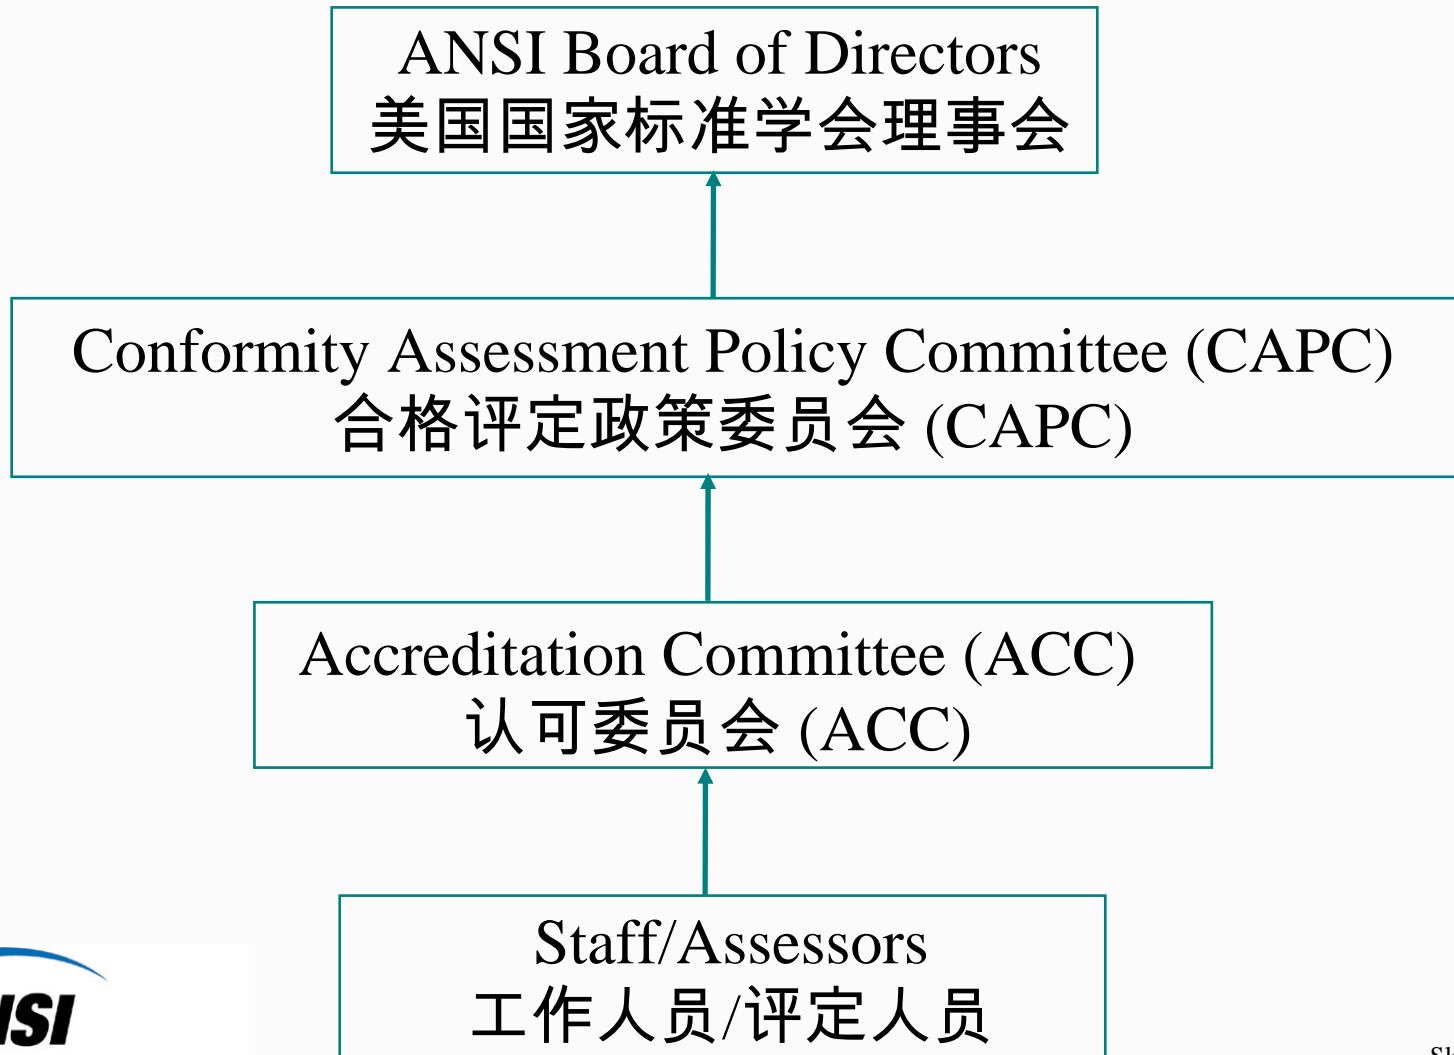 ANSI Board of Directors
美国国家标准学会理事会
Conformity Assessment Policy Committee (CAPC)
合格评定政策委员会 (CAPC)
Accreditation Committee (ACC)
认可委员会 (ACC)
Staff/Assessors
工作人员/评定人员